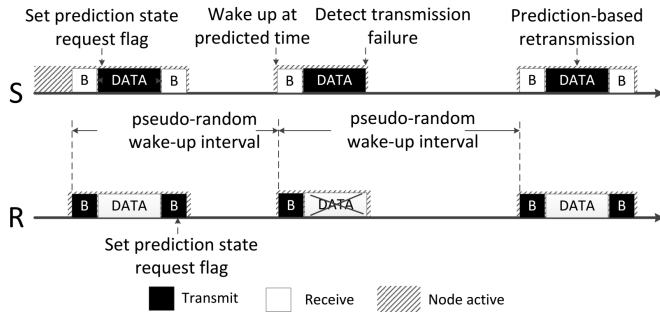 Set prediction state
request flag
Wake up at
predicted time
Detect transmission
failure
Prediction-based
retransmission
S
B DATA B
B DATA
B DATA B
pseudo-random
wake-up interval
pseudo-random
wake-up interval
R
B DATA B
B DATA
B DATA B
Set prediction state
request flag
Transmit
Receive
Node active